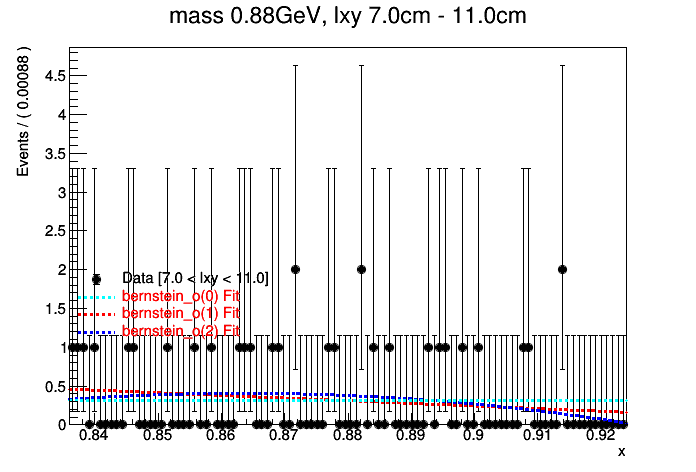 mass 0.88GeV, lxy 7.0cm - 11.0cm
Events / ( 0.00088 )
4.5
4
3.5
3
2.5
2
1.5
1
0.5
0
Data [7.0 < lxy < 11.0]
bernstein_o(0) Fit
bernstein_o(1) Fit
bernstein_o(2) Fit
0.84 0.85 0.86 0.87 0.88 0.89 0.9 0.91 0.92
x